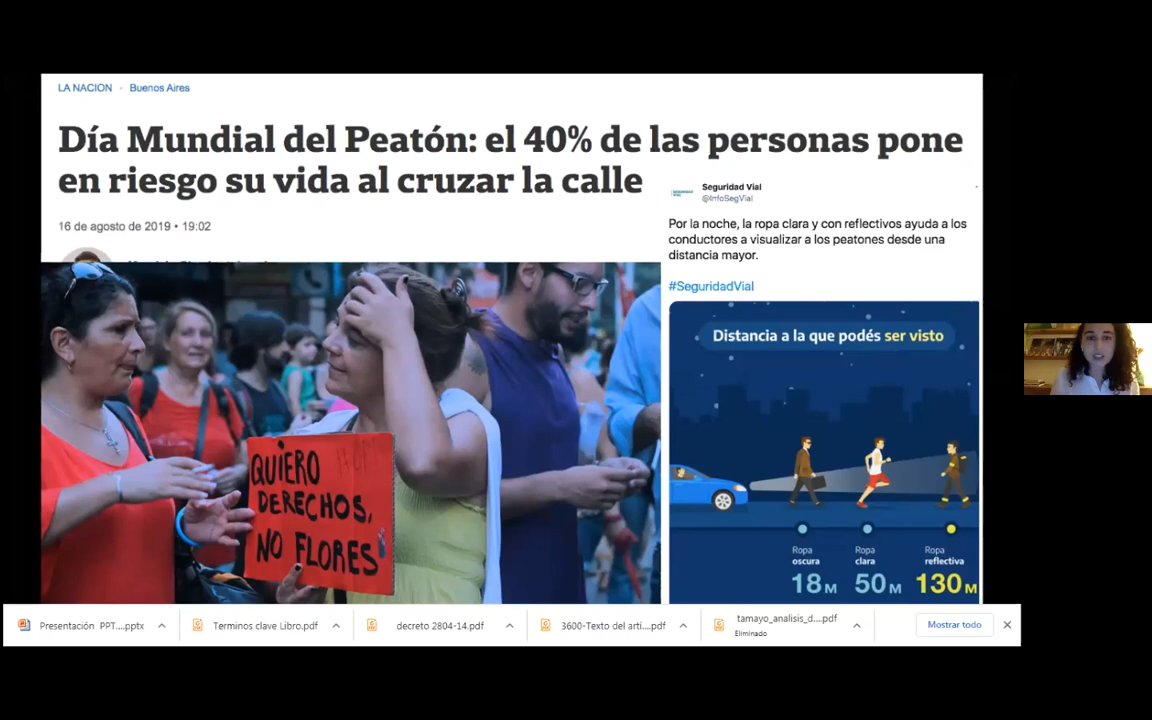 LA NACION · Buenos Aires
Día Mundial del Peatón: el 40% de las personas pone
en riesgo su vida al cruzar la calle
16 de agosto de 2019 • 19:02
Seguridad Vial
@InfoSegVial
Por la noche, la ropa clara y con reflectivos ayuda a los
conductores a visualizar a los peatones desde una
distancia mayor.
#SeguridadVial
Distancia a la que podés ser visto
Ropa
oscura
18 M
Ropa
clara
50 M
Ropa
reflectiva
130 M
QUIERO
DERECHOS,
NO FLORES
Presentación PPT....pptx
Terminos clave Libro.pdf
decreto 2804-14.pdf
3600-Texto del arti....pdf
tamayo_analisis_d....pdf
Eliminado
Mostrar todo